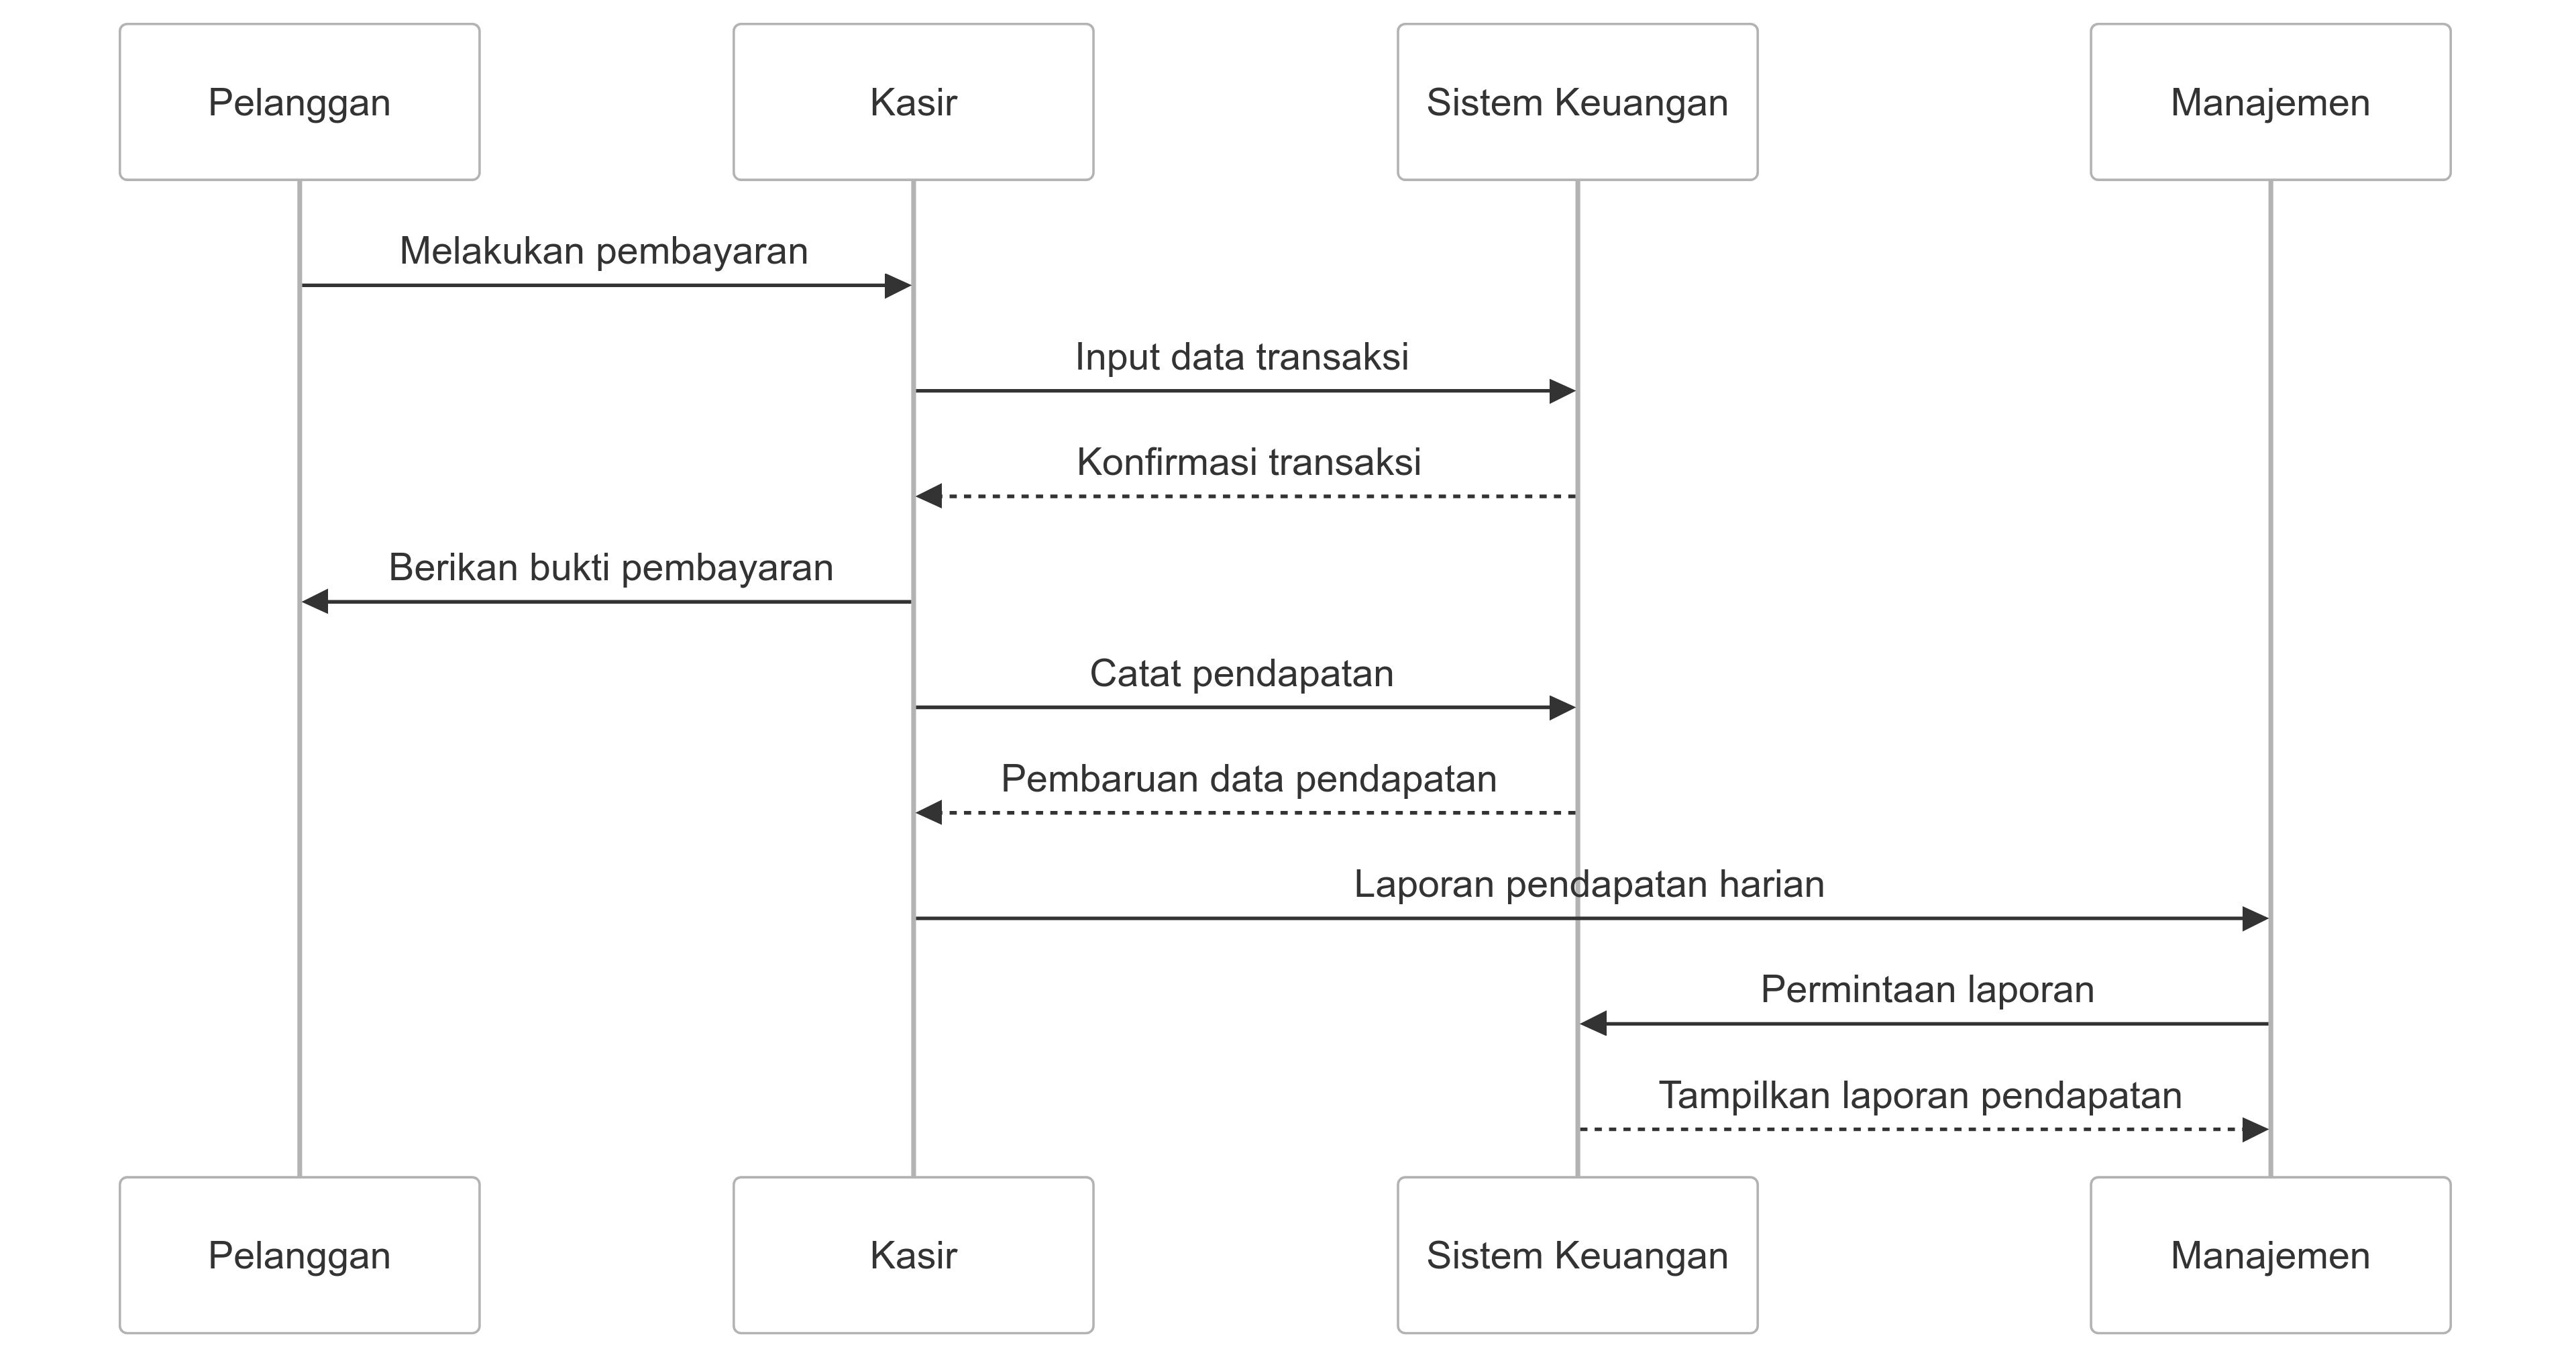 Pelanggan
Kasir
Sistem Keuangan
Manajemen
Melakukan pembayaran
Input data transaksi
Konfirmasi transaksi
Berikan bukti pembayaran
Catat pendapatan
Pembaruan data pendapatan
Laporan pendapatan harian
Permintaan laporan
Tampilkan laporan pendapatan
Pelanggan
Kasir
Sistem Keuangan
Manajemen